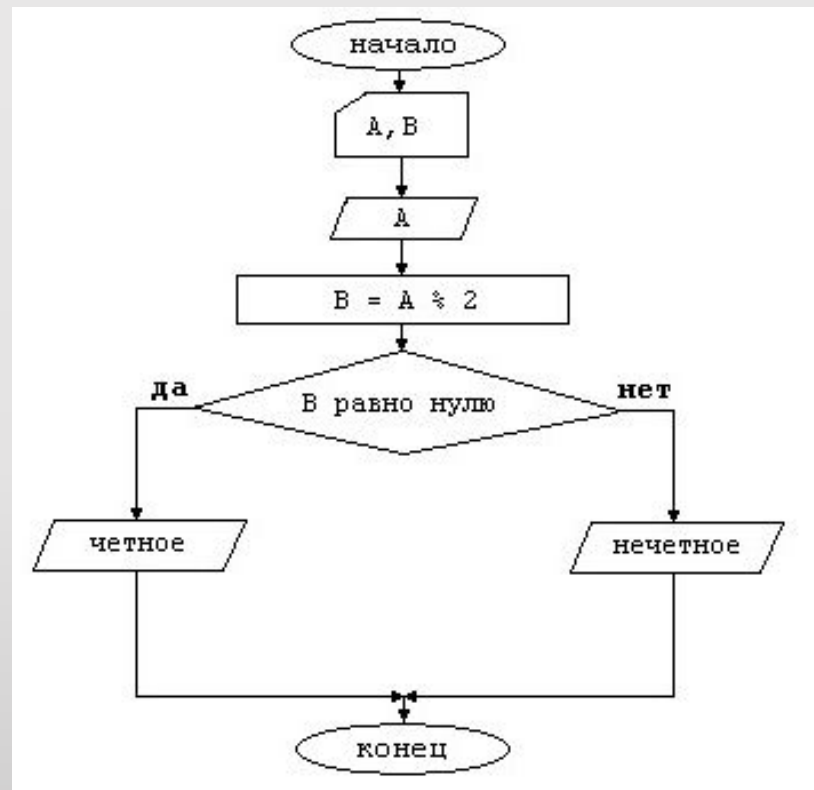 начало
A,B
A
B = A % 2
В равно нулю
да
нет
четное
нечетное
конец